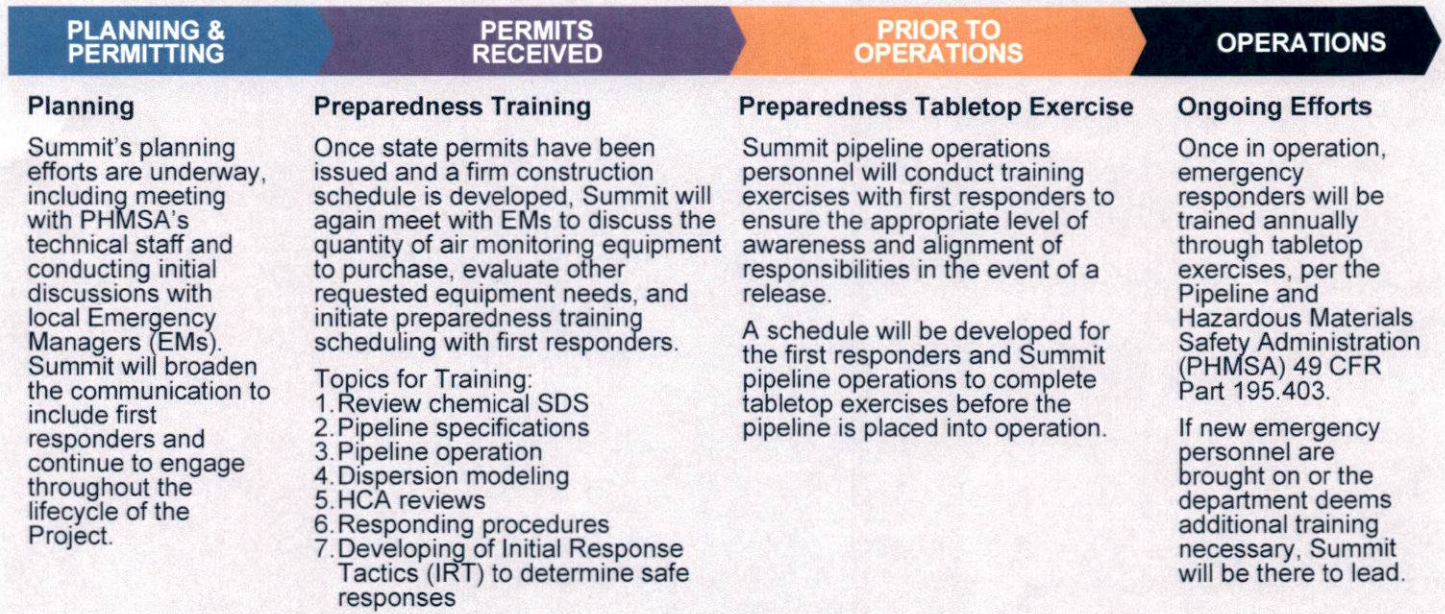 PLANNING &
PERMITTING
PERMITS
RECEIVED
PRIOR TO
OPERATIONS
OPERATIONS
Planning
Summit's planning
efforts are underway,
including meeting
with PHMSA's
technical staff and
conducting initial
discussions with
local Emergency
Managers (EMs).
Summit will broaden
the communication to
include first
responders and
continue to engage
throughout the
lifecycle of the
Project.
Preparedness Training
Once state permits have been
issued and a firm construction
schedule is developed, Summit will
again meet with EMs to discuss the
quantity of air monitoring equipment
to purchase, evaluate other
requested equipment needs, and
initiate preparedness training
scheduling with first responders.
Topics for Training:
1.Review chemical SDS
2.Pipeline specifications
3.Pipeline operation
4.Dispersion modeling
5.HCA reviews
6.Responding procedures
7.Developing of Initial Response
Tactics (IRT) to determine safe
responses
Preparedness Tabletop Exercise
Summit pipeline operations
personnel will conduct training
exercises with first responders to
ensure the appropriate level of
awareness and alignment of
responsibilities in the event of a
release.
A schedule will be developed for
the first responders and Summit
pipeline operations to complete
tabletop exercises before the
pipeline is placed into operation.
Ongoing Efforts
Once in operation,
emergency
responders will be
trained annually
through tabletop
exercises, per the
Pipeline and
Hazardous Materials
Safety Administration
(PHMSA) 49 CFR
Part 195.403.
If new emergency
personnel are
brought on or the
department deems
additional training
necessary, Summit
will be there to lead.